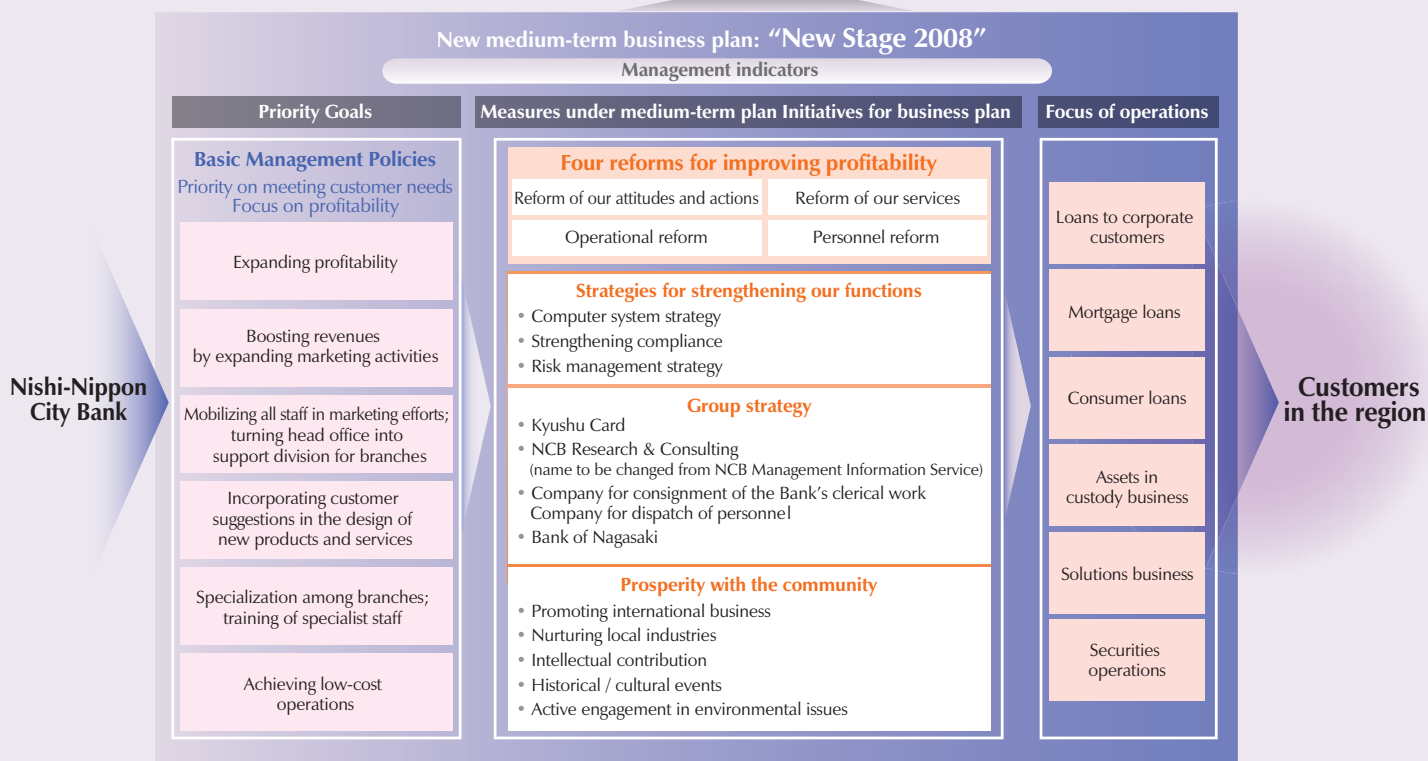 New medium-term business plan: “New Stage 2008”
Management indicators
Nishi-Nippon
City Bank
Priority Goals
Basic Management Policies
Priority on meeting customer needs
Focus on profitability
Expanding profitability
Boosting revenues
by expanding marketing activities
Mobilizing all staff in marketing efforts;
turning head office into
support division for branches
Incorporating customer
suggestions in the design of
new products and services
Specialization among branches;
training of specialist staff
Achieving low-cost
operations
Measures under medium-term plan Initiatives for business plan
Four reforms for improving profitability
Reform of our attitudes and actions
Reform of our services
Operational reform
Personnel reform
Strategies for strengthening our functions
• Computer system strategy
• Strengthening compliance
• Risk management strategy
Group strategy
• Kyushu Card
• NCB Research & Consulting
(name to be changed from NCB Management Information Service)
• Company for consignment of the Bank’s clerical work
Company for dispatch of personnel
• Bank of Nagasaki
Prosperity with the community
• Promoting international business
• Nurturing local industries
• Intellectual contribution
• Historical / cultural events
• Active engagement in environmental issues
Focus of operations
Loans to corporate
customers
Mortgage loans
Consumer loans
Assets in
custody business
Solutions business
Securities
operations
Customers
in the region